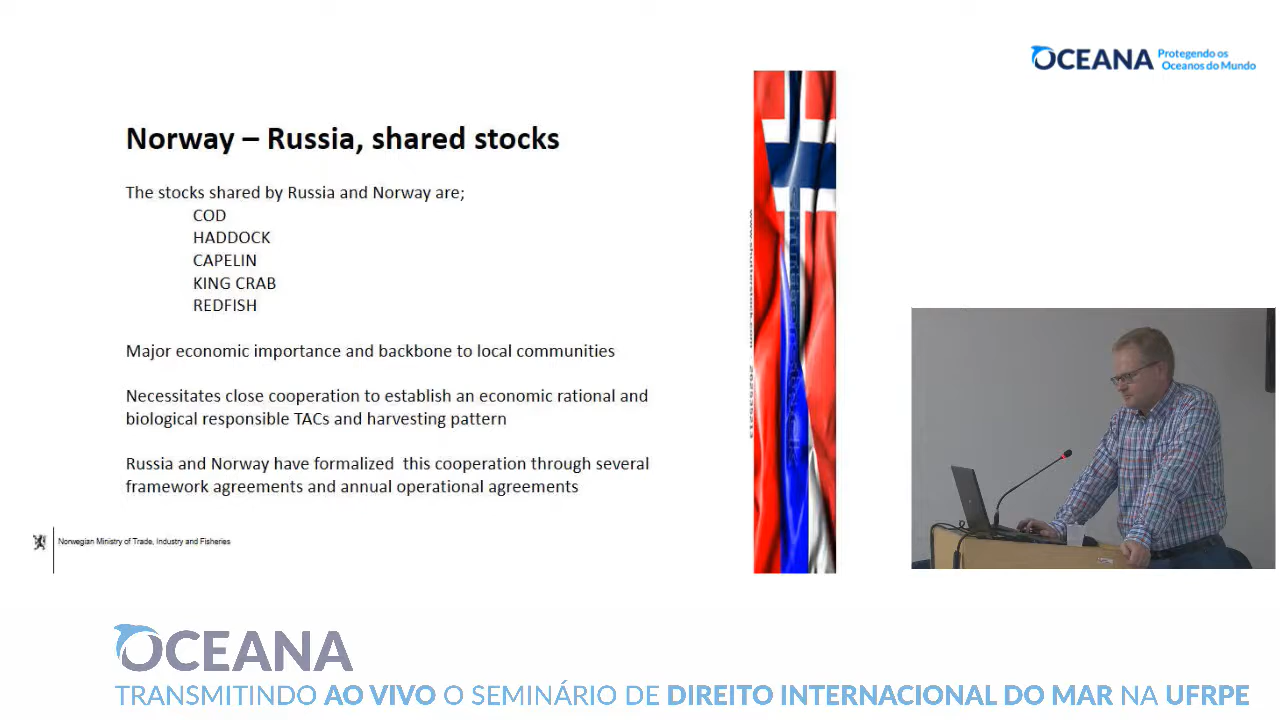 OCEANA Protegendo os
Oceanos do Mundo
Norway – Russia, shared stocks
The stocks shared by Russia and Norway are;
COD
HADDOCK
CAPELIN
KING CRAB
REDFISH
Major economic importance and backbone to local communities
Necessitates close cooperation to establish an economic rational and
biological responsible TACs and harvesting pattern
Russia and Norway have formalized this cooperation through several
framework agreements and annual operational agreements
Norwegian Ministry of Trade, Industry and Fisheries
OCEANA
TRANSMITINDO AO VIVO O SEMINÁRIO DE DIREITO INTERNACIONAL DO MAR NA UFRPE